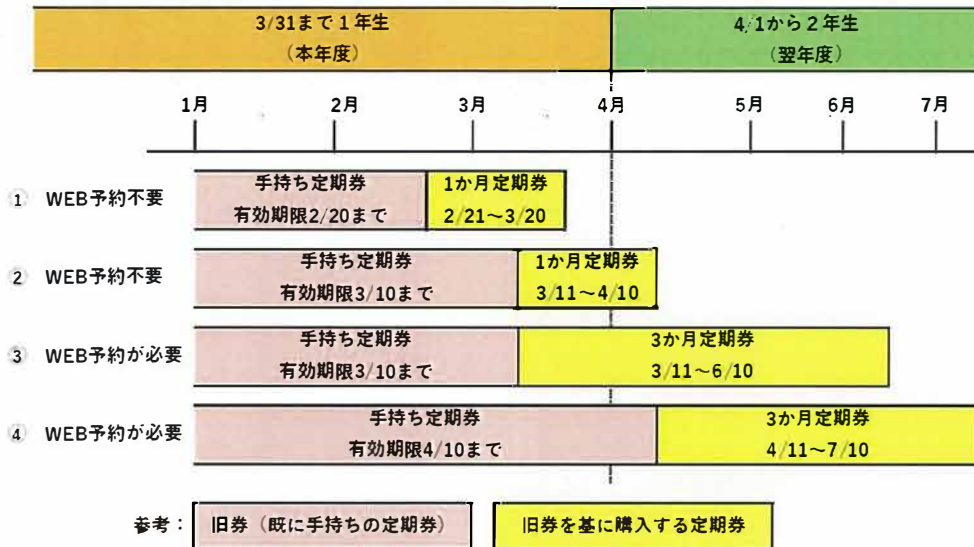 3/31まで1年生
(本年度)
4/1から2年生
(翌年度)
1月 2月 3月 4月 5月 6月 7月
① WEB予約不要
手持ち定期券
有効期限2/20まで
1か月定期券
2/21～3/20
② WEB予約不要
手持ち定期券
有効期限3/10まで
1か月定期券
3/11～4/10
③ WEB予約が必要
手持ち定期券
有効期限3/10まで
3か月定期券
3/11～6/10
④ WEB予約が必要
手持ち定期券
有効期限4/10まで
3か月定期券
4/11～7/10
参考： 旧券（既に手持ちの定期券） 旧券を基に購入する定期券